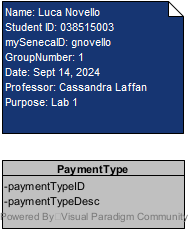 Name: Luca Novello
Student ID: 038515003
mySenecaID: gnovello
GroupNumber: 1
Date: Sept 14, 2024
Professor: Cassandra Laffan
Purpose: Lab 1
PaymentType
-paymentTypeID
-paymentTypeDesc
Powered By Visual Paradigm Community